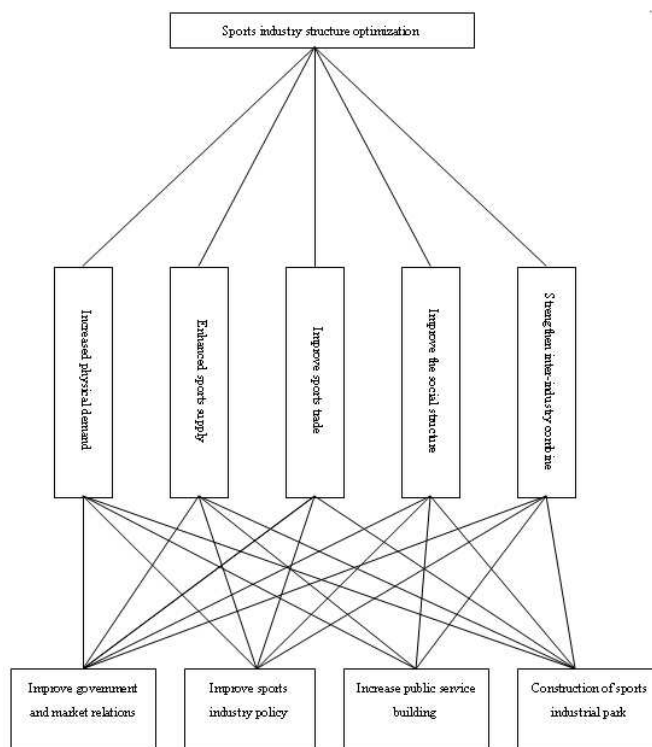 Sports industry structure optimization
Increased physical demand
Enhanced sports supply
Improve sports trade
Improve the social structure
Strengthen inter-industry combine
Improve government
and market relations
Improve sports
industry policy
Increase public service
building
Construction of sports
industrial park